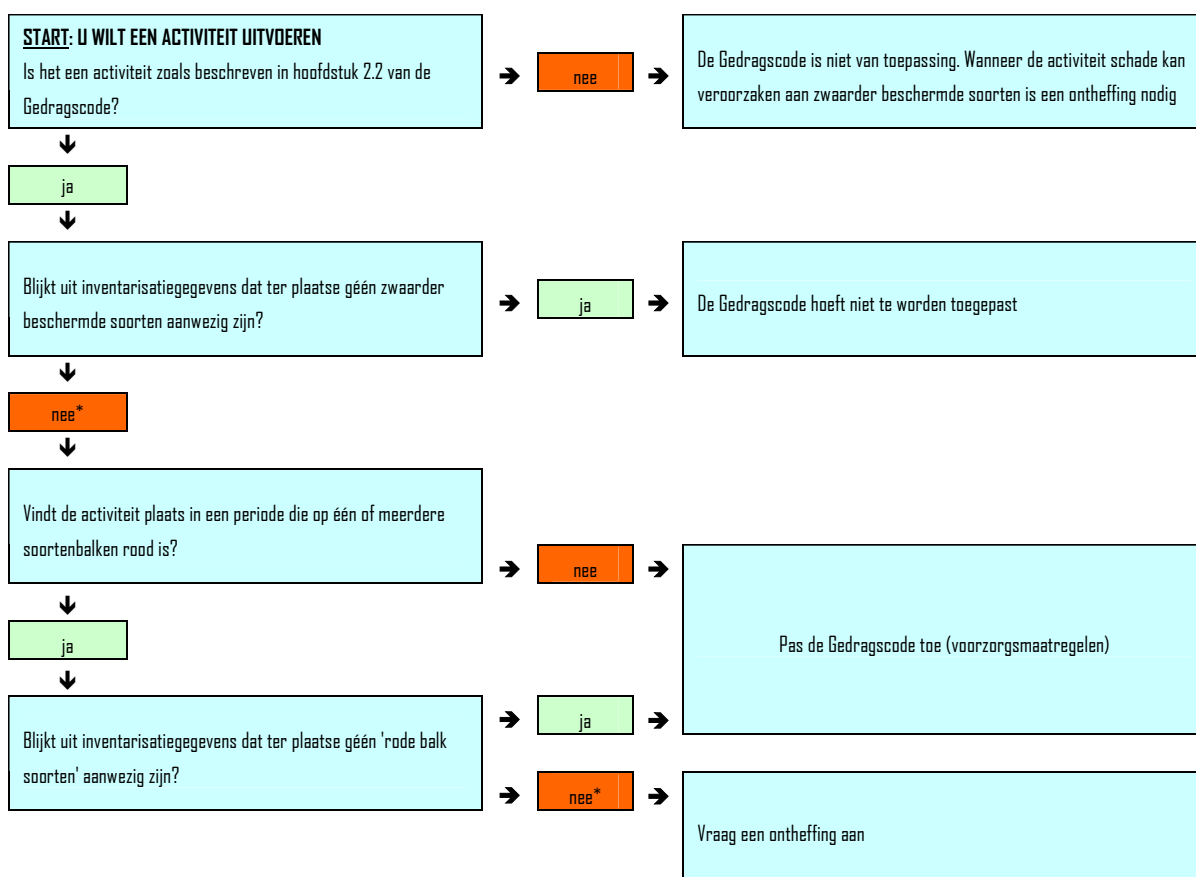 START: U WILT EEN ACTIVITEIT UITVOEREN
Is het een activiteit zoals beschreven in hoofdstuk 2.2 van de
Gedragscode?
nee
De Gedragscode is niet van toepassing. Wanneer de activiteit schade kan
veroorzaken aan zwaarder beschermde soorten is een ontheffing nodig
ja
Blijkt uit inventarisatiegegevens dat ter plaatse géén zwaarder
beschermde soorten aanwezig zijn?
ja
De Gedragscode hoeft niet te worden toegepast
nee*
Vindt de activiteit plaats in een periode die op één of meerdere
soortenbalken rood is?
nee
Pas de Gedragscode toe (voorzorgsmaatregelen)
ja
Blijkt uit inventarisatiegegevens dat ter plaatse géén 'rode balk
soorten' aanwezig zijn?
ja
nee*
Vraag een ontheffing aan